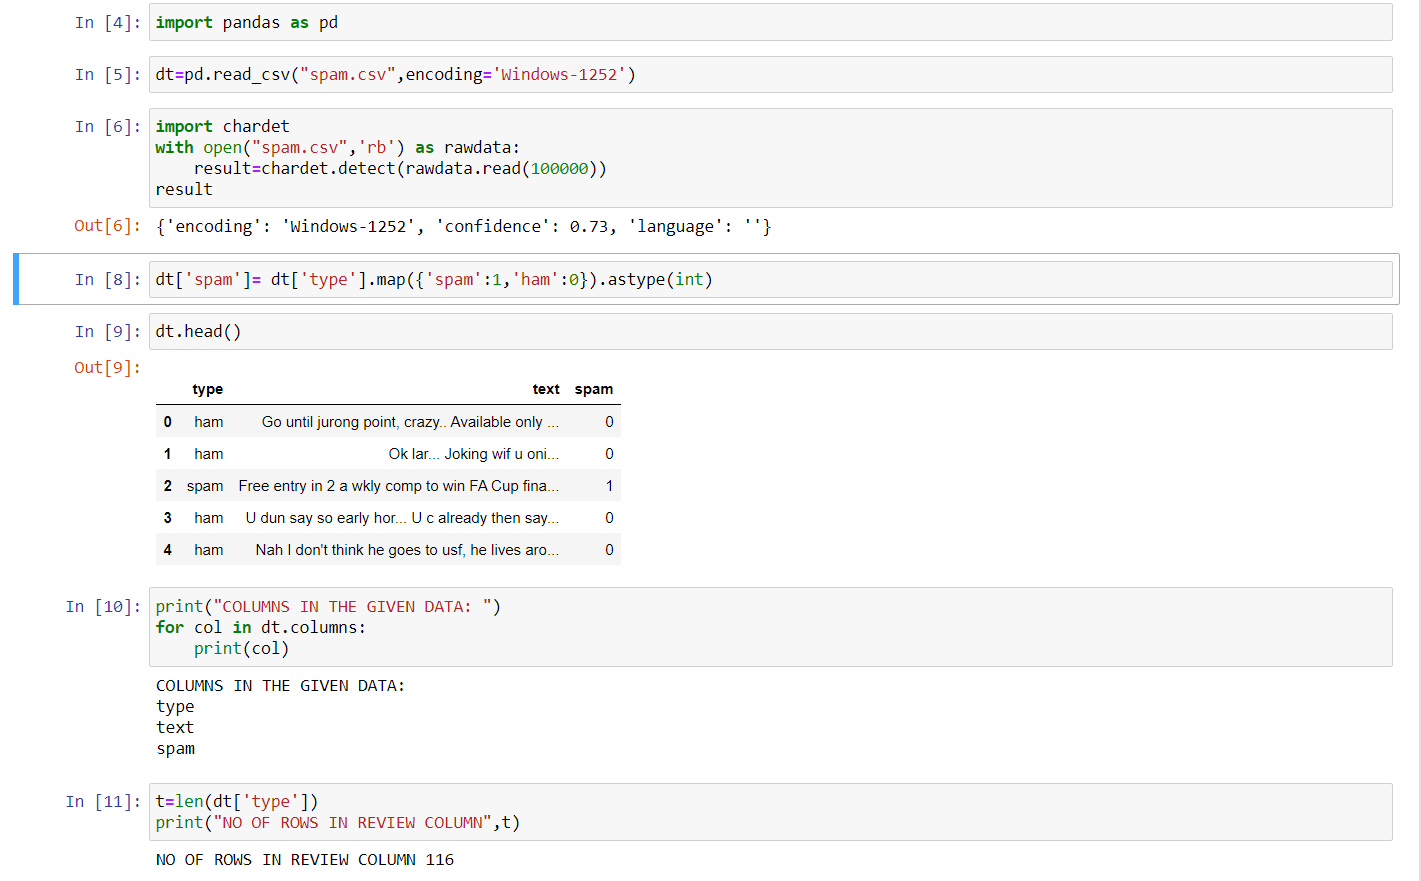 In [4]: import pandas as pd
In [5]: dt=pd.read_csv("spam.csv",encoding='Windows-1252')
In [6]: import chardet
with open("spam.csv",'rb') as rawdata:
    result=chardet.detect(rawdata.read(100000))
result
Out[6]: {'encoding': 'Windows-1252', 'confidence': 0.73, 'language': ''}
In [8]: dt['spam']= dt['type'].map({'spam':1,'ham':0}).astype(int)
In [9]: dt.head()
Out[9]:
type text spam
0 ham Go until jurong point, crazy.. Available only ... 0
1 ham Ok lar... Joking wif u oni... 0
2 spam Free entry in 2 a wkly comp to win FA Cup fina... 1
3 ham U dun say so early hor... U c already then say... 0
4 ham Nah I don't think he goes to usf, he lives aro... 0
In [10]: print("COLUMNS IN THE GIVEN DATA: ")
for col in dt.columns:
    print(col)
COLUMNS IN THE GIVEN DATA:
type
text
spam
In [11]: t=len(dt['type'])
print("NO OF ROWS IN REVIEW COLUMN",t)
NO OF ROWS IN REVIEW COLUMN 116